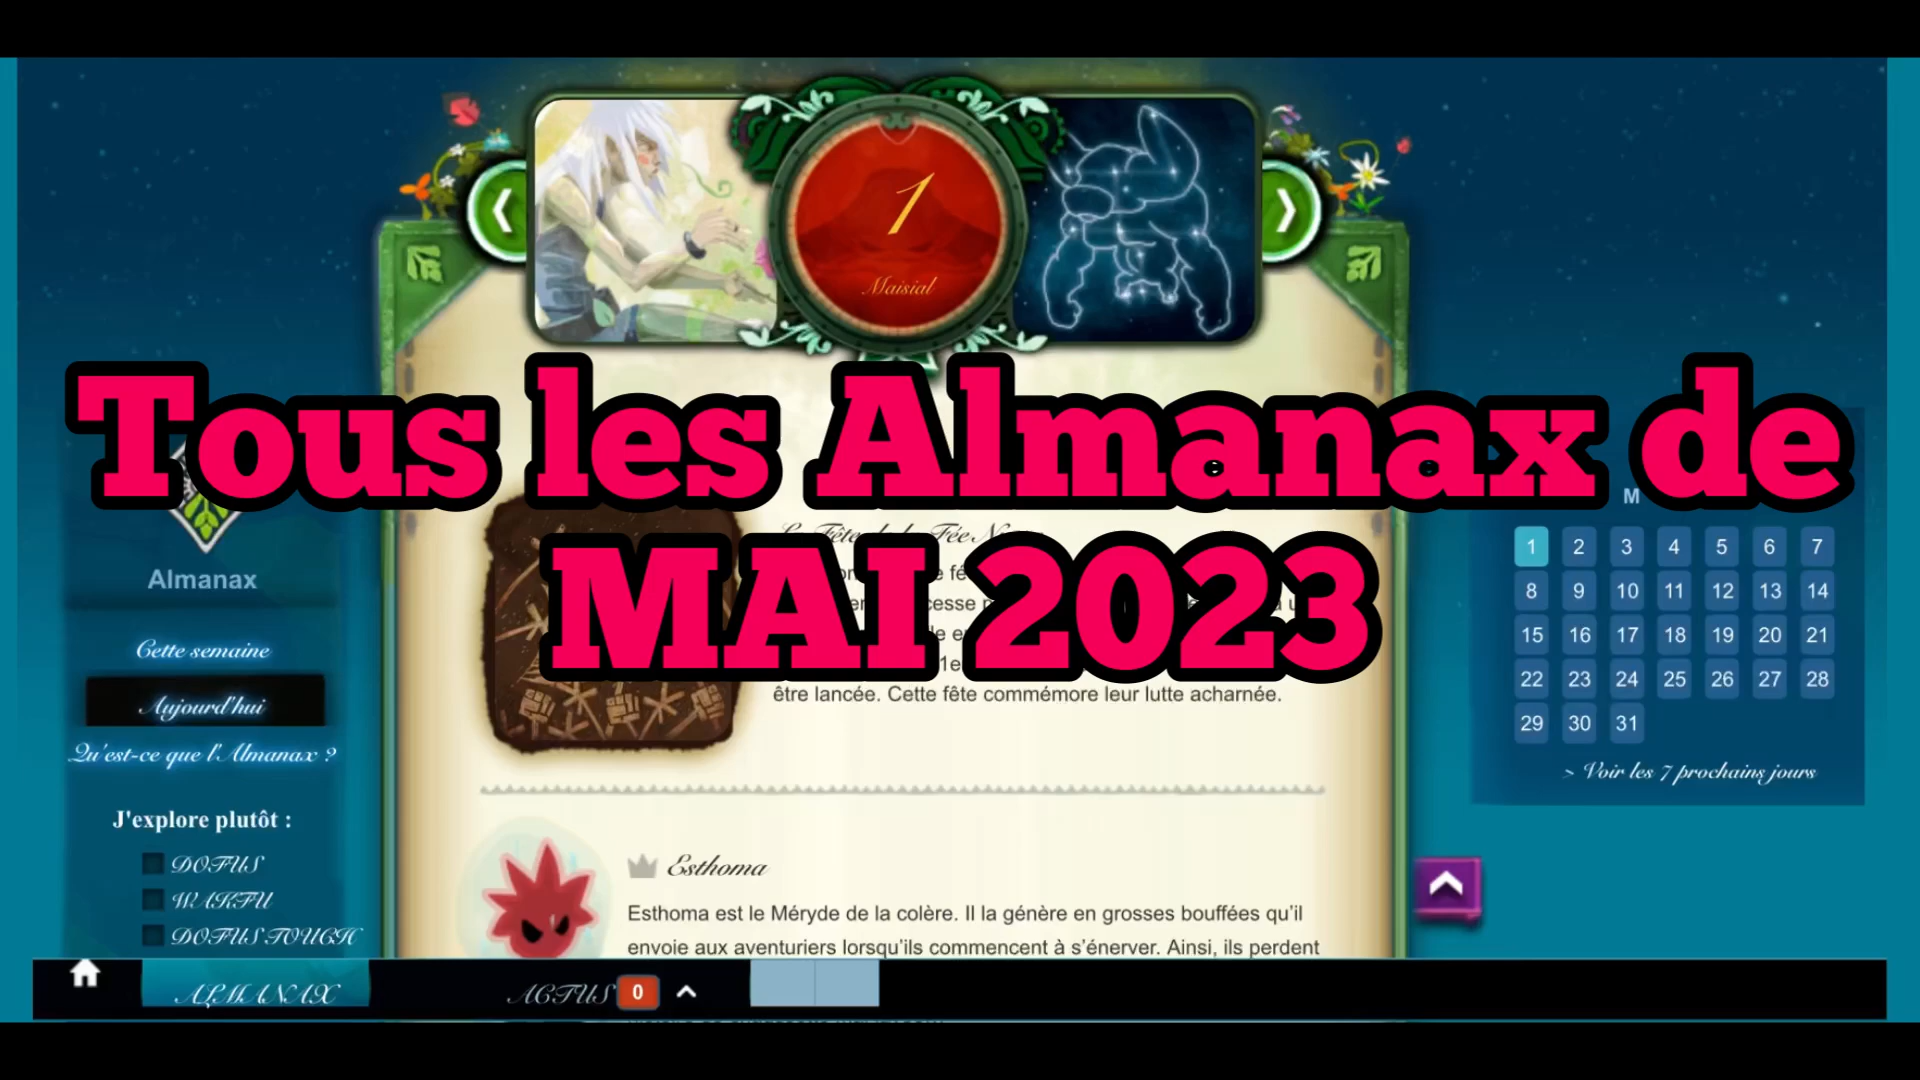 1
Maisial
Tous les Almanax de
MAI 2023
Almanax
Cette semaine
Aujourd'hui
Qu'est-ce que l'Almanax ?
J'explore plutôt :
DOFUS
WAKFU
DOFUS TOUCH
Fête de la Fée
être lancée. Cette fête commémore leur lutte acharnée.
Esthoma
Esthoma est le Méryde de la colère. Il la génère en grosses bouffées qu'il
envoie aux aventuriers lorsqu'ils commencent à s'énerver. Ainsi, ils perdent
M
1 2 3 4 5 6 7
8 9 10 11 12 13 14
15 16 17 18 19 20 21
22 23 24 25 26 27 28
29 30 31
> Voir les 7 prochains jours
ALMANAX
ACTUS 0